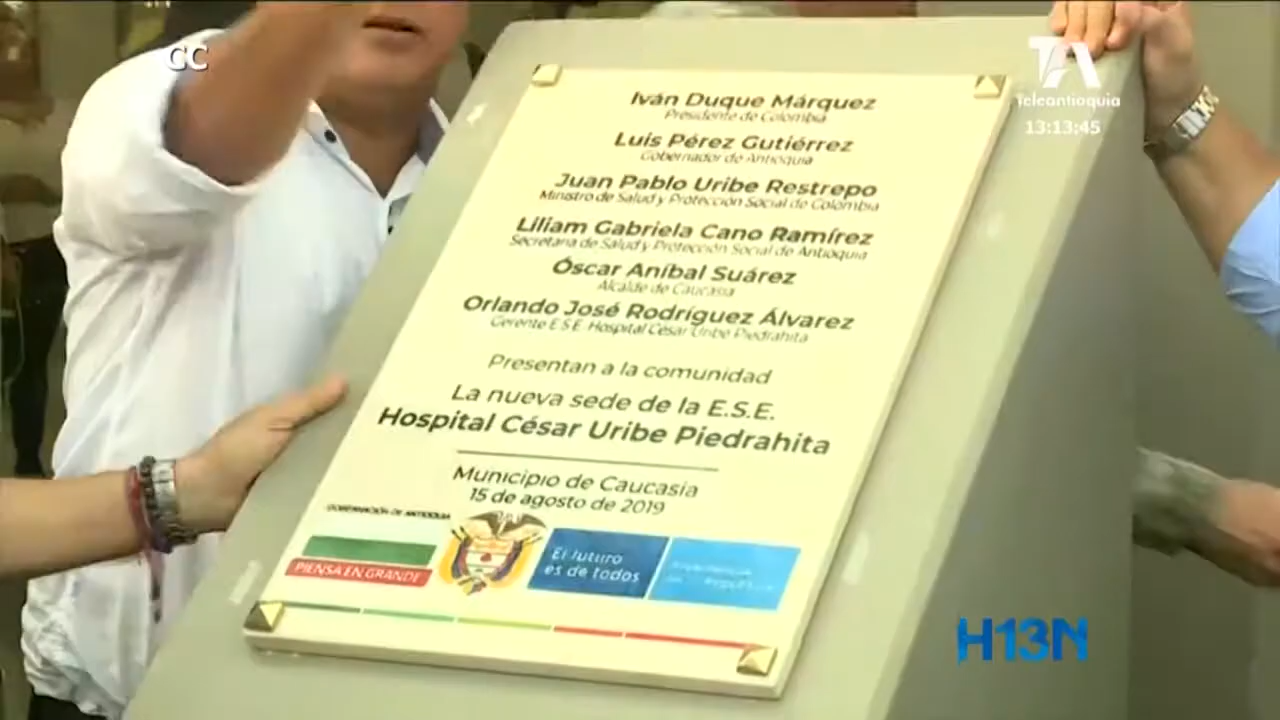 CC
TA
Teleantioquia
13:13:45
Iván Duque Márquez
Presidente de Colombia
Luis Pérez Gutiérrez
Gobernador de Antioquia
Juan Pablo Uribe Restrepo
Ministro de Salud y Protección Social de Colombia
Liliam Gabriela Cano Ramírez
Secretaria de Salud y Protección Social de Antioquia
Óscar Aníbal Suárez
Alcalde de Caucasia
Orlando José Rodríguez Álvarez
Gerente E.S.E. Hospital César Uribe Piedrahita
Presentan a la comunidad
La nueva sede de la E.S.E.
Hospital César Uribe Piedrahita
Municipio de Caucasia
15 de agosto de 2019
GOBERNACIÓN DE ANTIOQUIA
PIENSA EN GRANDE
El futuro
es de todos
H13N